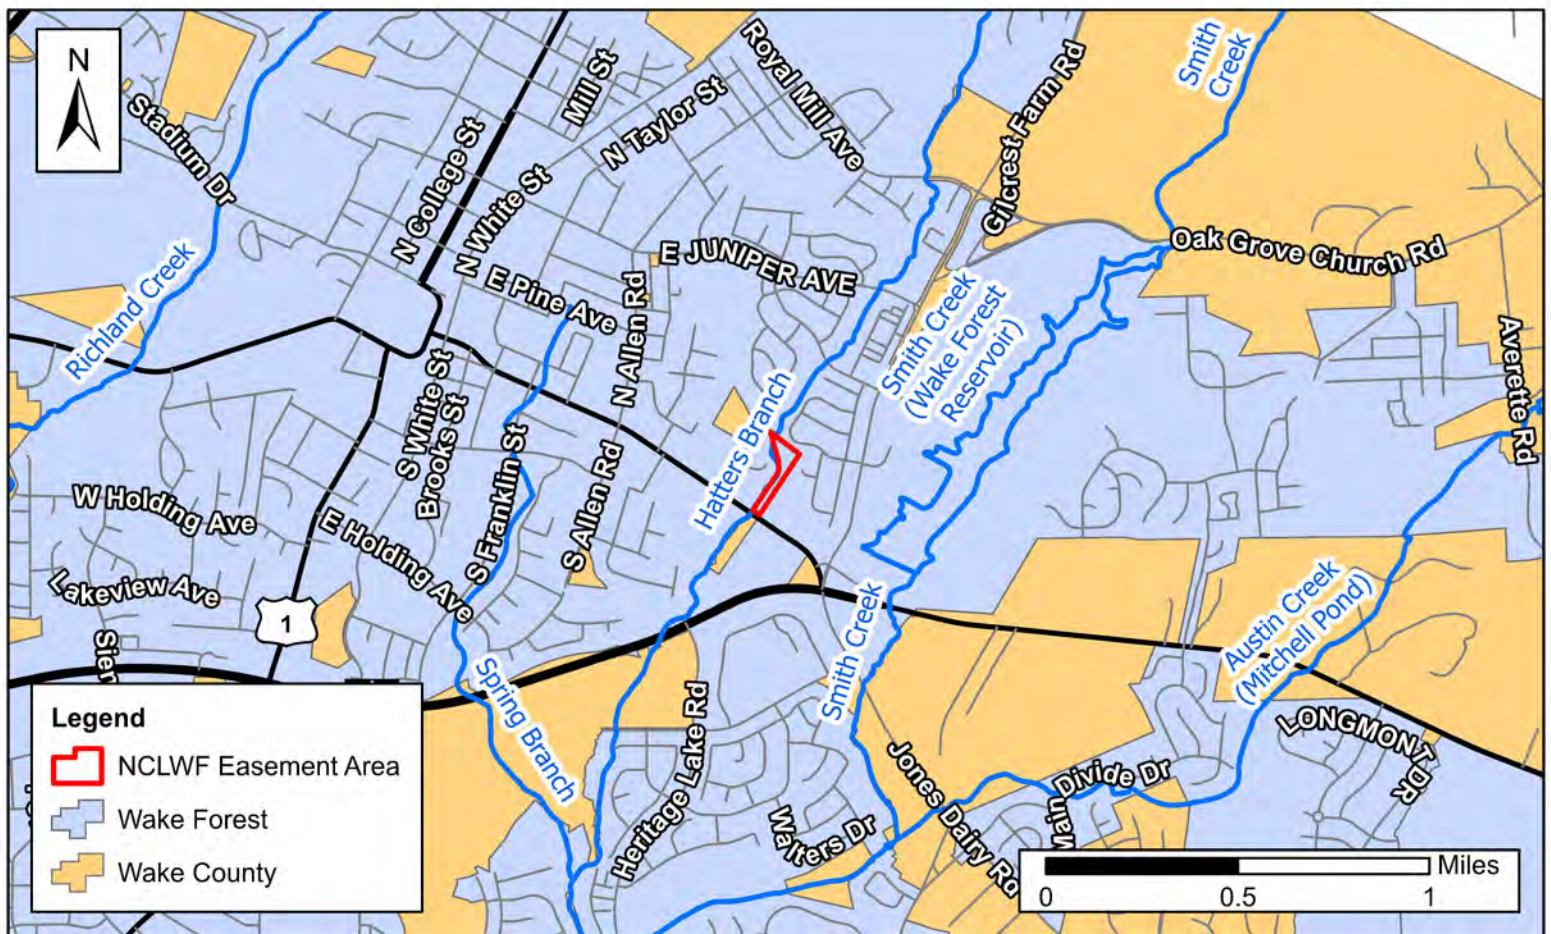 N
Stadium Dr
Mill St
Royal Mill Ave
N Taylor St
Gilcrest Farm Rd
Smith
Creek
N College St
N White St
E JUNIPER AVE
Oak Grove Church Rd
Richland Creek
E Pine Ave
N Allen Rd
Smith Creek
(Wake Forest
Reservoir)
Averette Rd
S White St
Brooks St
Hatters Branch
S Franklin St
S Allen Rd
W Holding Ave
E Holding Ave
Lakeview Ave
1
Smith Creek
Austin Creek
(Mitchell Pond)
Spring Branch
Heritage Lake Rd
LONGMONT DR
Jones Dairy Rd
Main Divide Dr
Walters Dr
Legend
NCLWF Easement Area
Wake Forest
Wake County
Miles
0 0.5 1